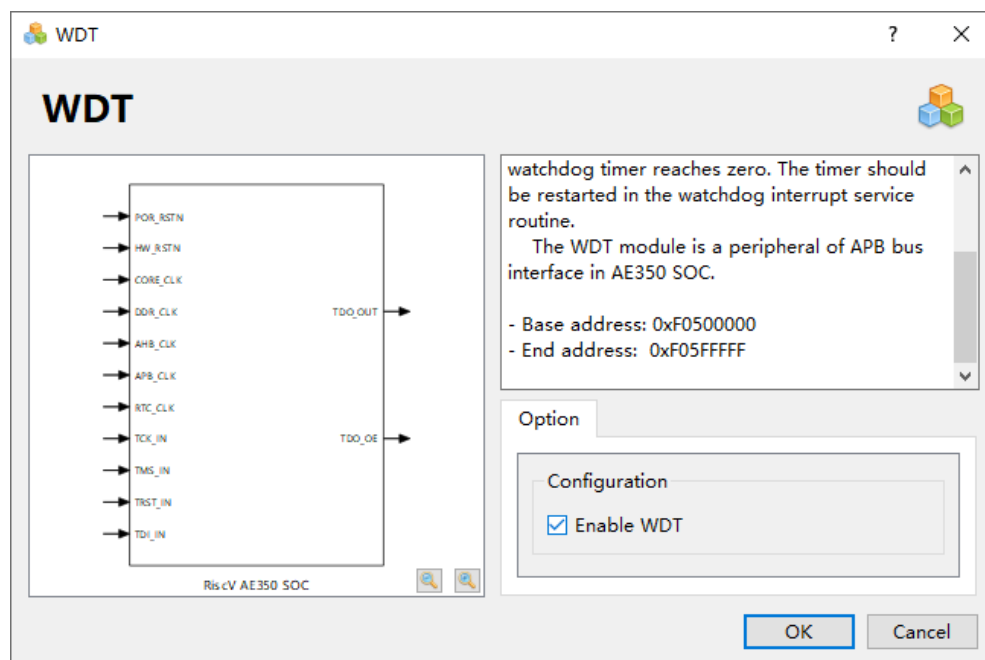 WDT
?
WDT
POR_RSTN
HW_RSTN
CORE_CLK
DDR_CLK
TDO_OUT
AHB_CLK
APB_CLK
RTC_CLK
TCK_IN
TDO_OE
TMS_IN
TRST_IN
TDI_IN
RiscV AE350 SOC
watchdog timer reaches zero. The timer should
be restarted in the watchdog interrupt service
routine.
The WDT module is a peripheral of APB bus
interface in AE350 SOC.
- Base address: 0xF0500000
- End address:  0xF05FFFFF
Option
Configuration
Enable WDT
OK
Cancel